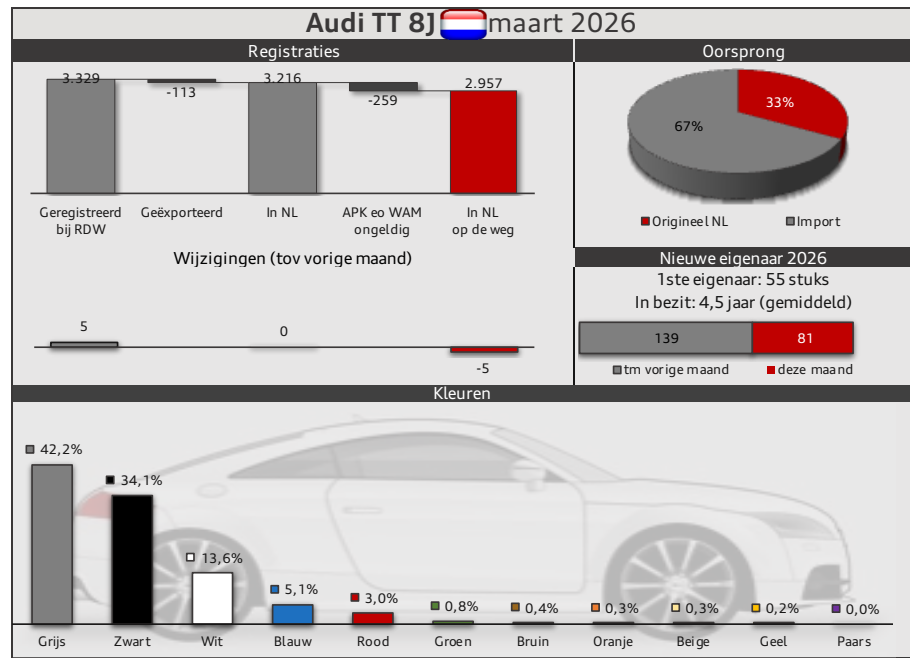 Audi TT 8J maart 2026
Registraties
3.329
-113
3.216
-259
2.957
Geregistreerd
bij RDW
Geëxporteerd
In NL
APK eo WAM
ongeldig
In NL
op de weg
Oorsprong
33%
67%
Origineel NL
Import
Wijzigingen (tov vorige maand)
5
0
-5
Nieuwe eigenaar 2026
1ste eigenaar: 55 stuks
In bezit: 4,5 jaar (gemiddeld)
139
81
tm vorige maand
deze maand
Kleuren
42,2%
34,1%
13,6%
5,1%
3,0%
0,8%
0,4%
0,3%
0,3%
0,2%
0,0%
Grijs
Zwart
Wit
Blauw
Rood
Groen
Bruin
Oranje
Beige
Geel
Paars